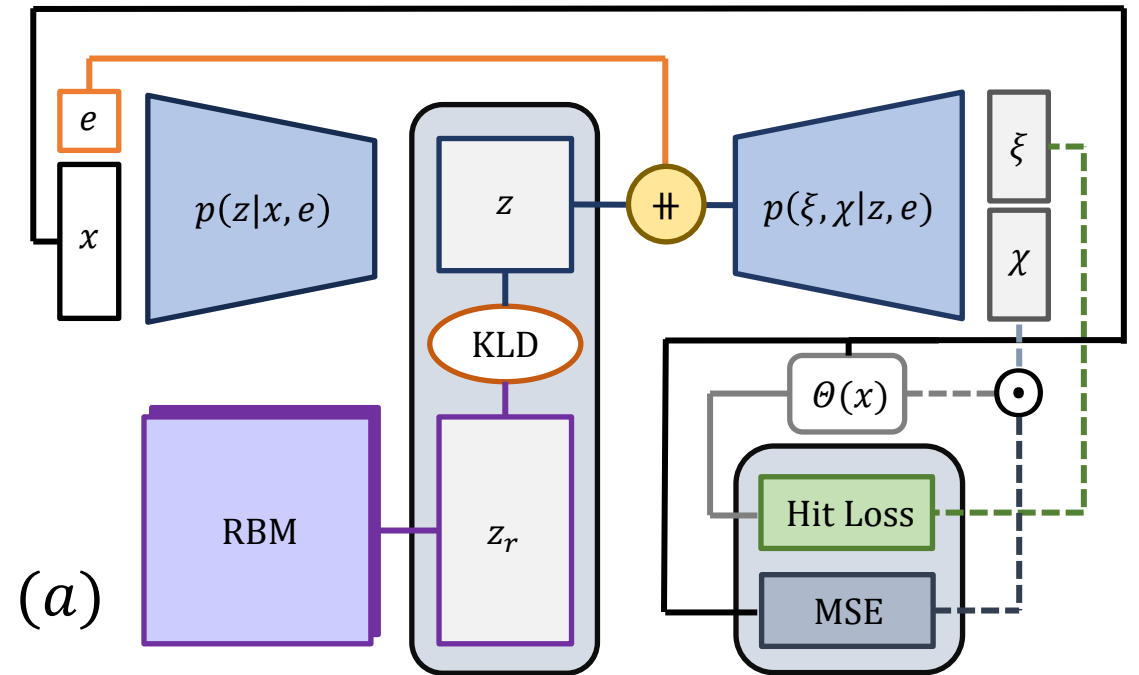 e
x
p(z|x, e)
z
⧺
p(ξ, χ|z, e)
ξ
χ
KLD
Θ(x)
RBM
z_r
Hit Loss
MSE
(a)